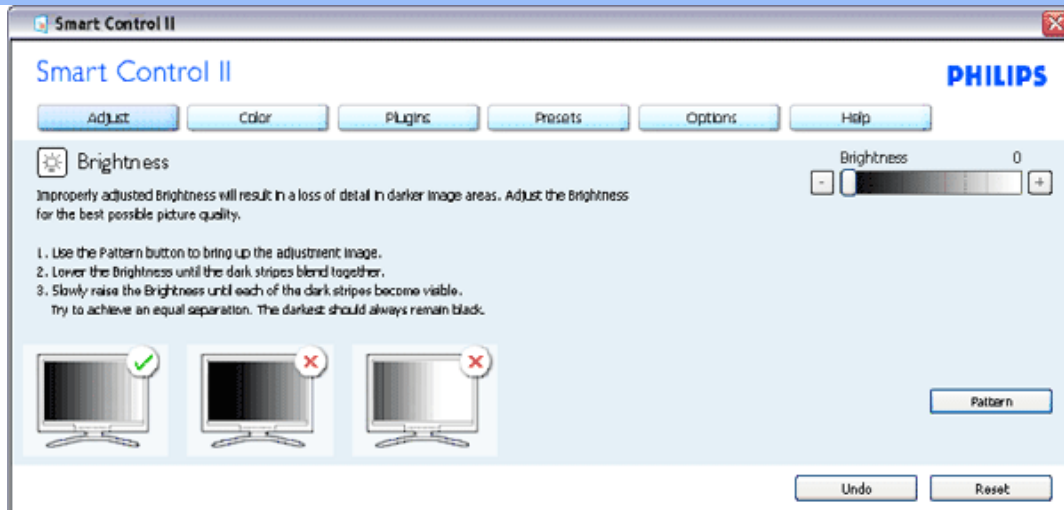 Smart Control II
Smart Control II
PHILIPS
Adjust Color Plugins Presets Options Help
Brightness
Brightness 0
Improperly adjusted Brightness will result in a loss of detail in darker image areas. Adjust the Brightness
for the best possible picture quality.
- +
1. Use the Pattern button to bring up the adjustment image.
2. Lower the Brightness until the dark stripes blend together.
3. Slowly raise the Brightness until each of the dark stripes become visible.
Try to achieve an equal separation. The darkest should always remain black.
Pattern
Undo Reset